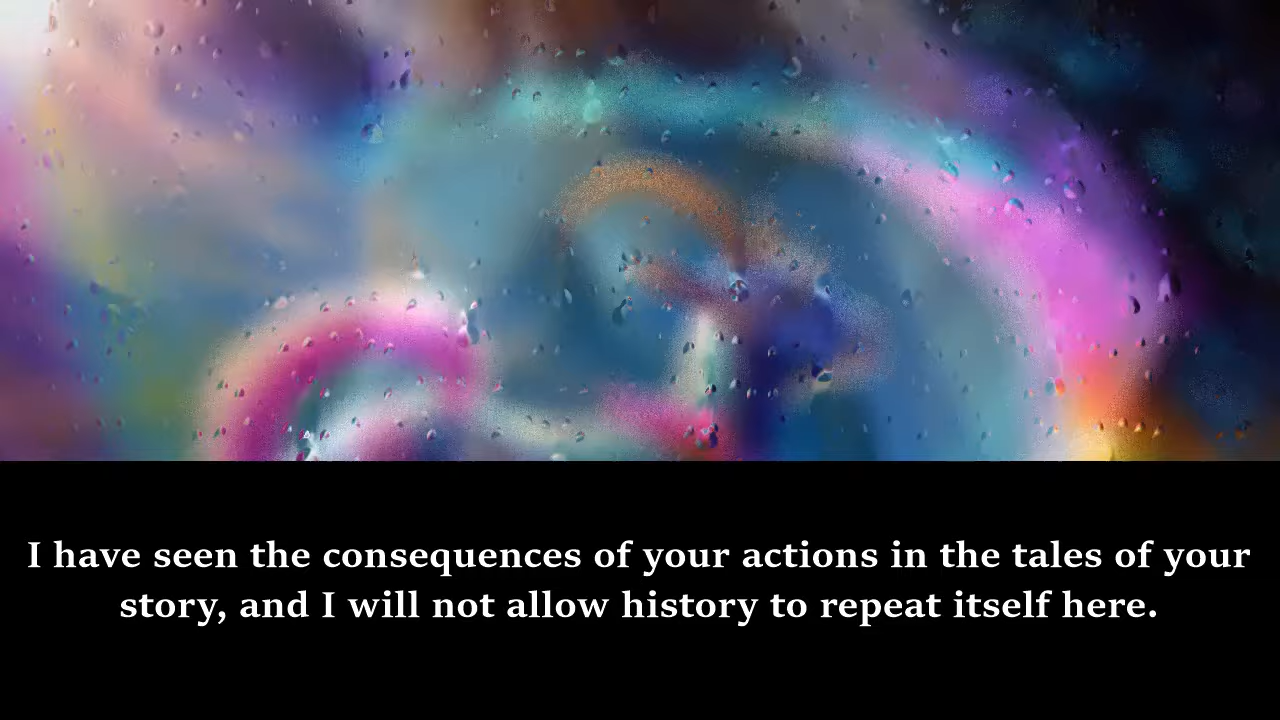 I have seen the consequences of your actions in the tales of your
story, and I will not allow history to repeat itself here.